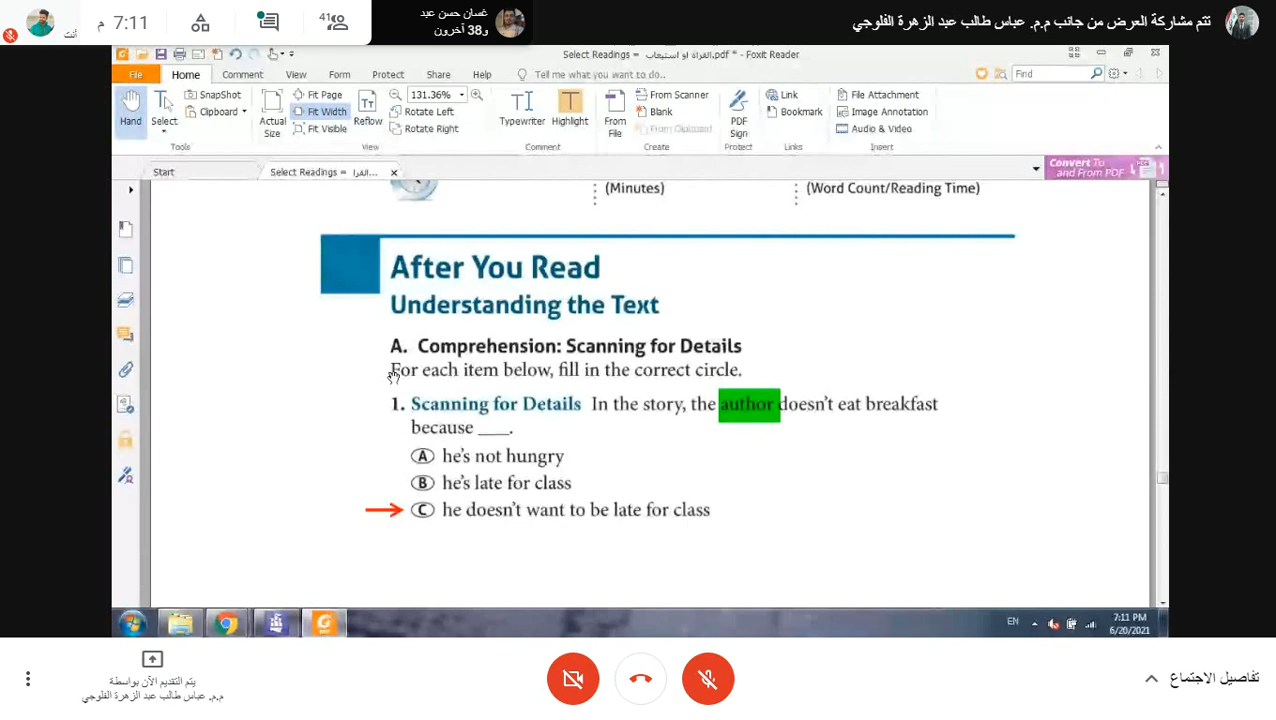 7:11 م
41
غسان حسن عبد
و38 آخرون
تتم مشاركة العرض من جانب م.م. عباس طالب عبد الزهرة الفلوجي
أنت
Select Readings = القراة او استيعاب.pdf * - Foxit Reader
File Home Comment View Form Protect Share Help Tell me what you want to do.. Find
Hand Select SnapShot Clipboard Actual Size Fit Page Fit Width Fit Visible Reflow 131.36% Rotate Left Rotate Right Typewriter Highlight From File From Scanner Blank From Clipboard PDF Sign Link Bookmark File Attachment Image Annotation Audio & Video
Tools View Comment Create Protect Links Insert
Start Select Readings = القرا... Convert To and From PDF
(Minutes) (Word Count/Reading Time)
After You Read
Understanding the Text
A. Comprehension: Scanning for Details
For each item below, fill in the correct circle.
1. Scanning for Details In the story, the author doesn't eat breakfast
because ___.
A he's not hungry
B he's late for class
C he doesn't want to be late for class
EN 7:11 PM
6/20/2021
يتم التقديم الآن بواسطة
م.م. عباس طالب عبد الزهرة الفلوجي
تفاصيل الاجتماع